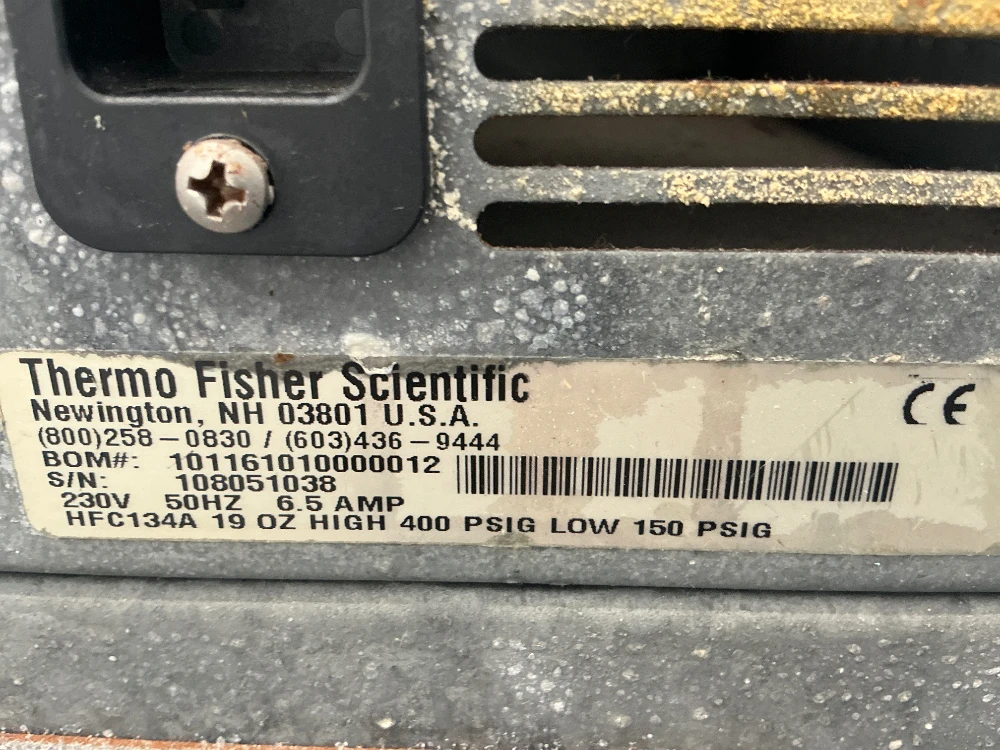 Thermo Fisher Scientific
Newington, NH 03801 U.S.A.
(800)258-0830 / (603)436-9444
BOM#: 101161010000012
S/N: 108051038
230V 50HZ 6.5 AMP
HFC134A 19 OZ HIGH 400 PSIG LOW 150 PSIG
CE